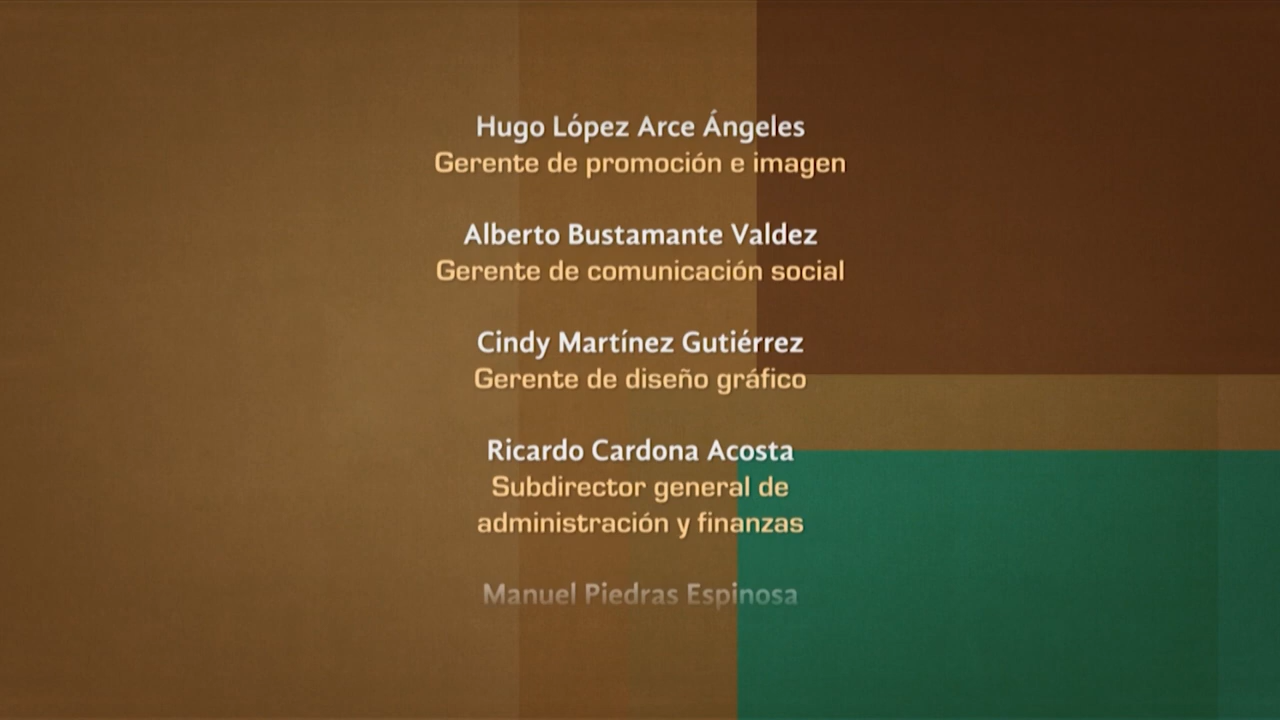 Hugo López Arce Ángeles
Gerente de promoción e imagen
Alberto Bustamante Valdez
Gerente de comunicación social
Cindy Martínez Gutiérrez
Gerente de diseño gráfico
Ricardo Cardona Acosta
Subdirector general de
administración y finanzas
Manuel Piedras Espinosa